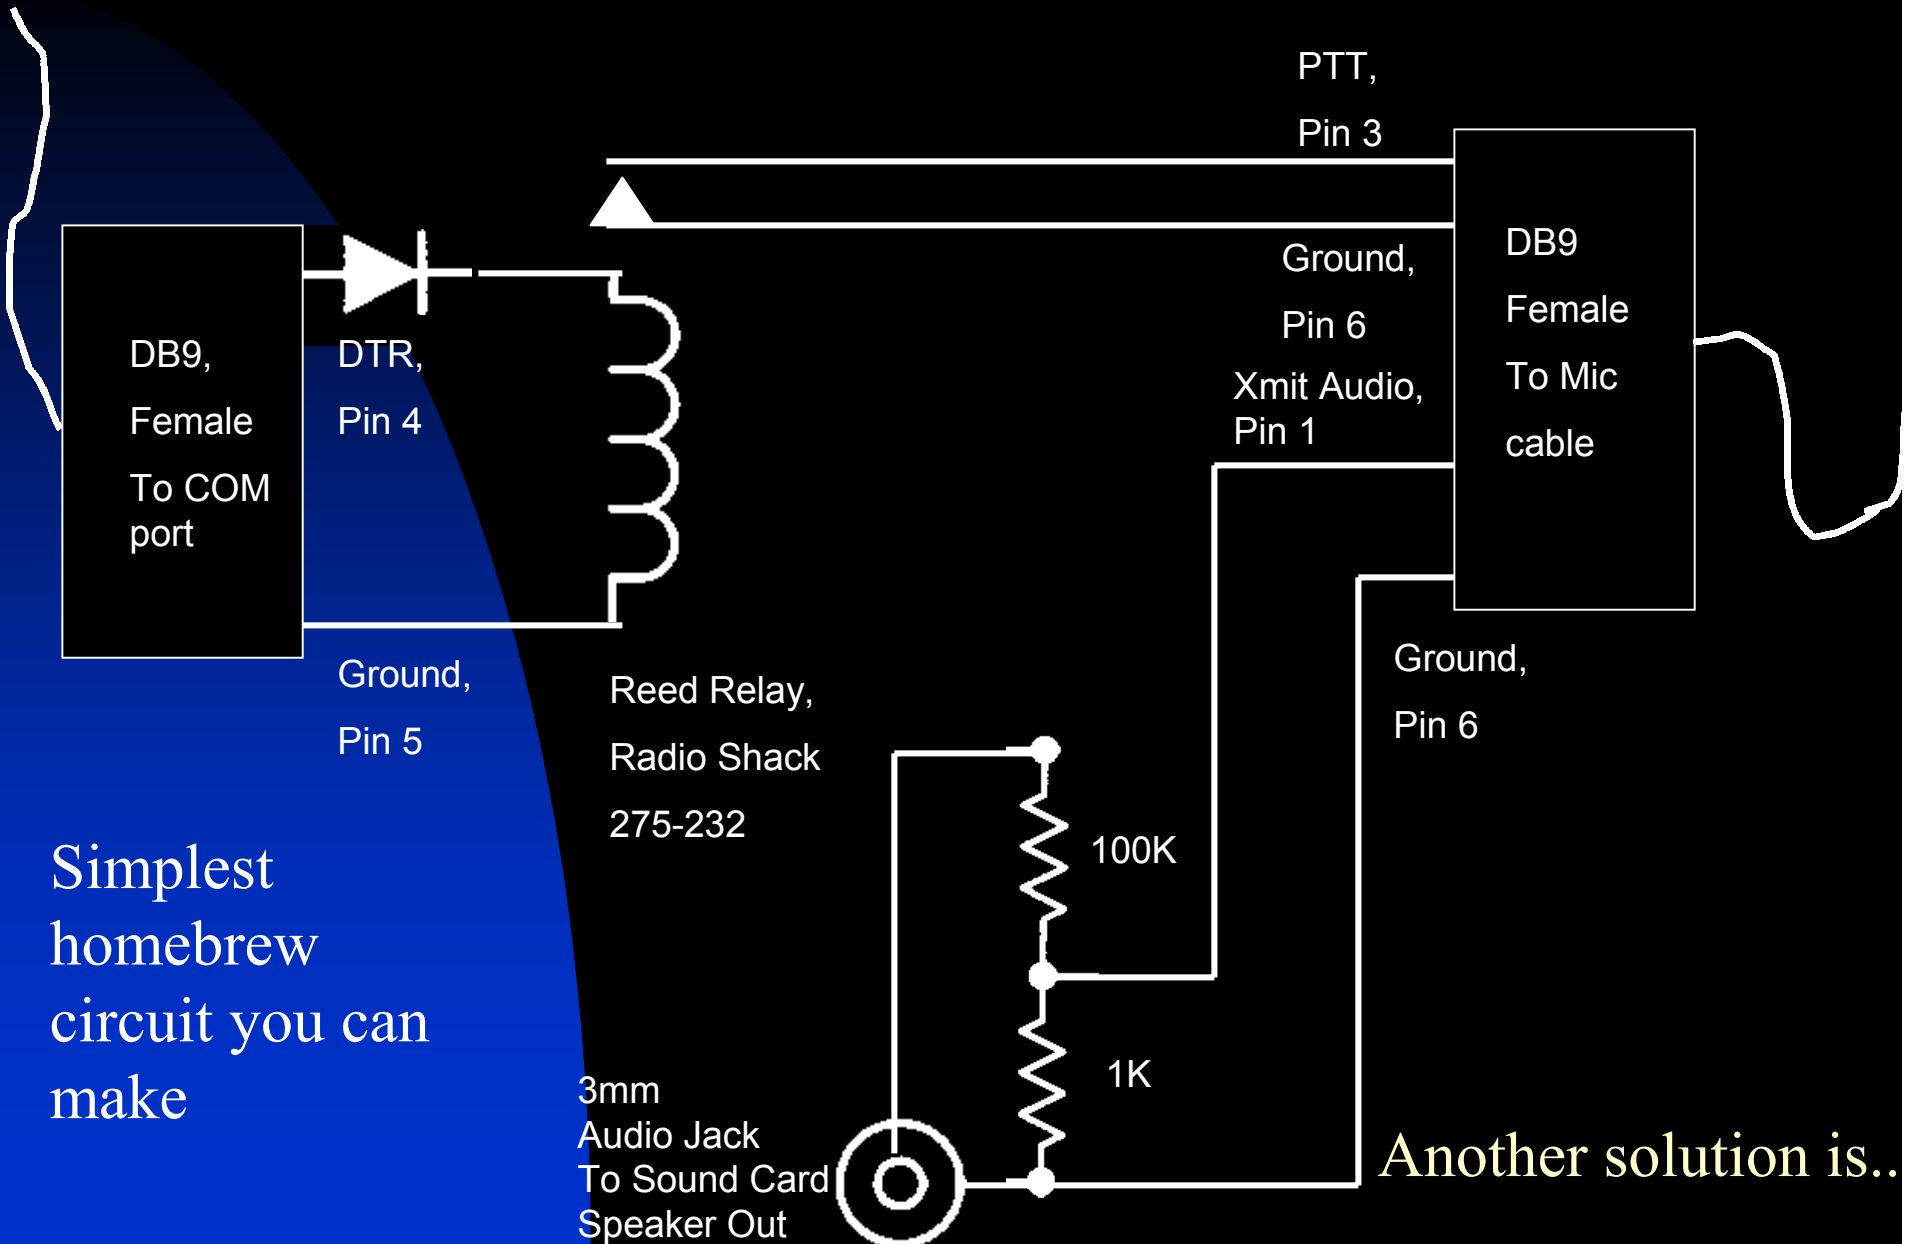 PTT,
Pin 3
DB9
Female
To Mic
cable
Ground,
Pin 6
Xmit Audio,
Pin 1
DB9,
Female
To COM
port
DTR,
Pin 4
Ground,
Pin 5
Reed Relay,
Radio Shack
275-232
Ground,
Pin 6
100K
1K
Simplest
homebrew
circuit you can
make
3mm
Audio Jack
To Sound Card
Speaker Out
Another solution is..